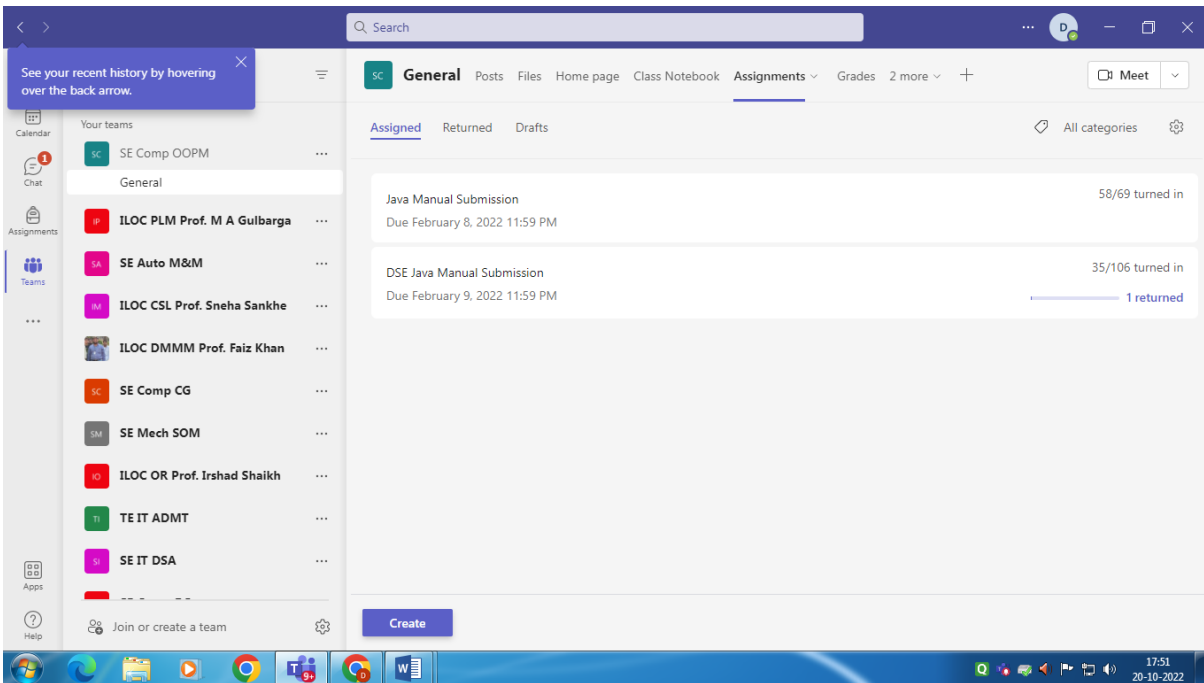 Search
D
See your recent history by hovering
over the back arrow.
SC
General Posts Files Home page Class Notebook Assignments Grades 2 more
Meet
Calendar
Chat
1
Assignments
Teams
Your teams
SC SE Comp OOPM
General
IP ILOC PLM Prof. M A Gulbarga
SA SE Auto M&M
IM ILOC CSL Prof. Sneha Sankhe
ILOC DMMM Prof. Faiz Khan
SC SE Comp CG
SM SE Mech SOM
IO ILOC OR Prof. Irshad Shaikh
TI TE IT ADMT
SI SE IT DSA
Apps
Help
Join or create a team
Assigned Returned Drafts
All categories
Java Manual Submission
58/69 turned in
Due February 8, 2022 11:59 PM
DSE Java Manual Submission
35/106 turned in
Due February 9, 2022 11:59 PM
1 returned
Create
9+
17:51
20-10-2022